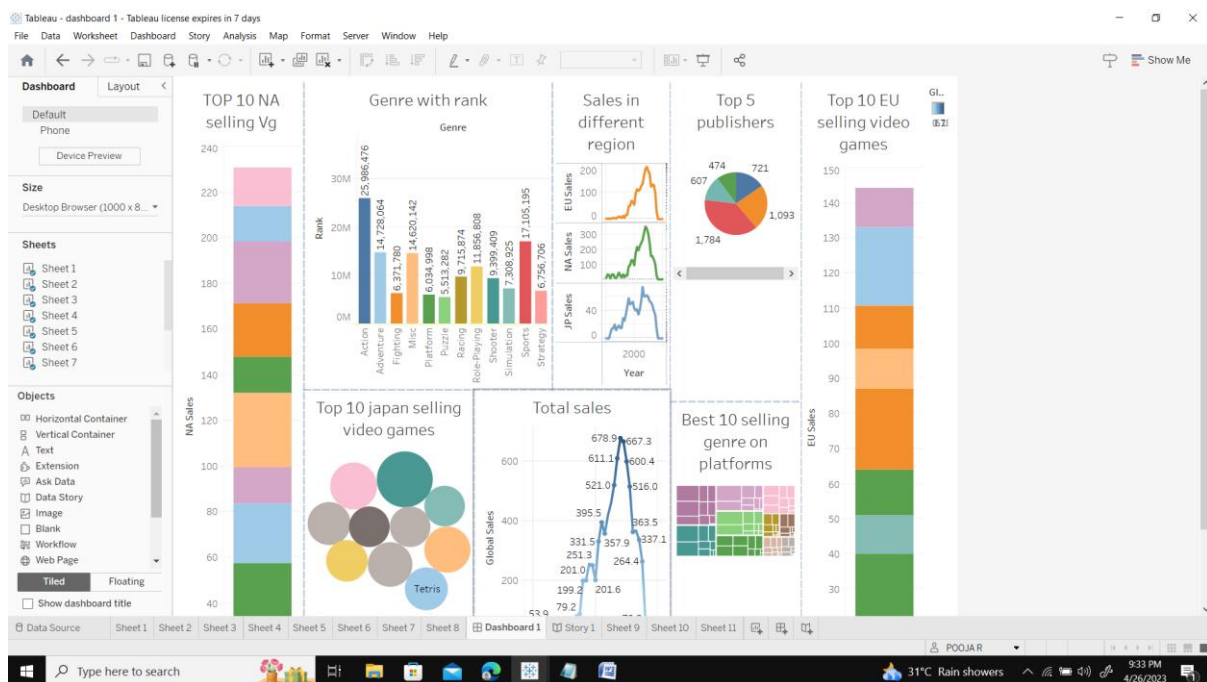 Tableau - dashboard 1 - Tableau license expires in 7 days
File Data Worksheet Dashboard Story Analysis Map Format Server Window Help
Show Me
Dashboard Layout
Default
Phone
Device Preview
Size
Desktop Browser (1000 x 8...
Sheets
Sheet 1
Sheet 2
Sheet 3
Sheet 4
Sheet 5
Sheet 6
Sheet 7
Objects
Horizontal Container
Vertical Container
Text
Extension
Ask Data
Data Story
Image
Blank
Workflow
Web Page
Tiled Floating
Show dashboard title
TOP 10 NA
selling Vg
240
220
200
180
160
140
120
100
80
60
40
NA Sales
Genre with rank
Genre
Rank
30M
20M
10M
0M
25,986,476
14,728,064
6,371,780
14,620,142
6,034,998
5,513,282
9,715,874
11,856,808
9,399,409
7,308,925
17,105,195
6,756,706
Action
Adventure
Fighting
Misc
Platform
Puzzle
Racing
Role-Playing
Shooter
Simulation
Sports
Strategy
Sales in
different
region
EU Sales
200
100
0
NA Sales
300
200
100
JP Sales
40
0
2000
Year
Top 5
publishers
474
721
607
1,093
1,784
Top 10 EU
selling video
games
150
140
130
120
110
100
90
80
70
60
50
40
30
EU Sales
Gl..
Top 10 japan selling
video games
Tetris
Total sales
Global Sales
600
400
200
678.9
667.3
611.1
600.4
521.0
516.0
395.5
363.5
331.5
357.9
337.1
251.3
264.4
201.0
199.2
201.6
79.2
53.9
Best 10 selling
genre on
platforms
Data Source Sheet 1 Sheet 2 Sheet 3 Sheet 4 Sheet 5 Sheet 6 Sheet 7 Sheet 8 Dashboard 1 Story 1 Sheet 9 Sheet 10 Sheet 11
POOJA R
Type here to search
31°C Rain showers
9:33 PM
4/26/2023